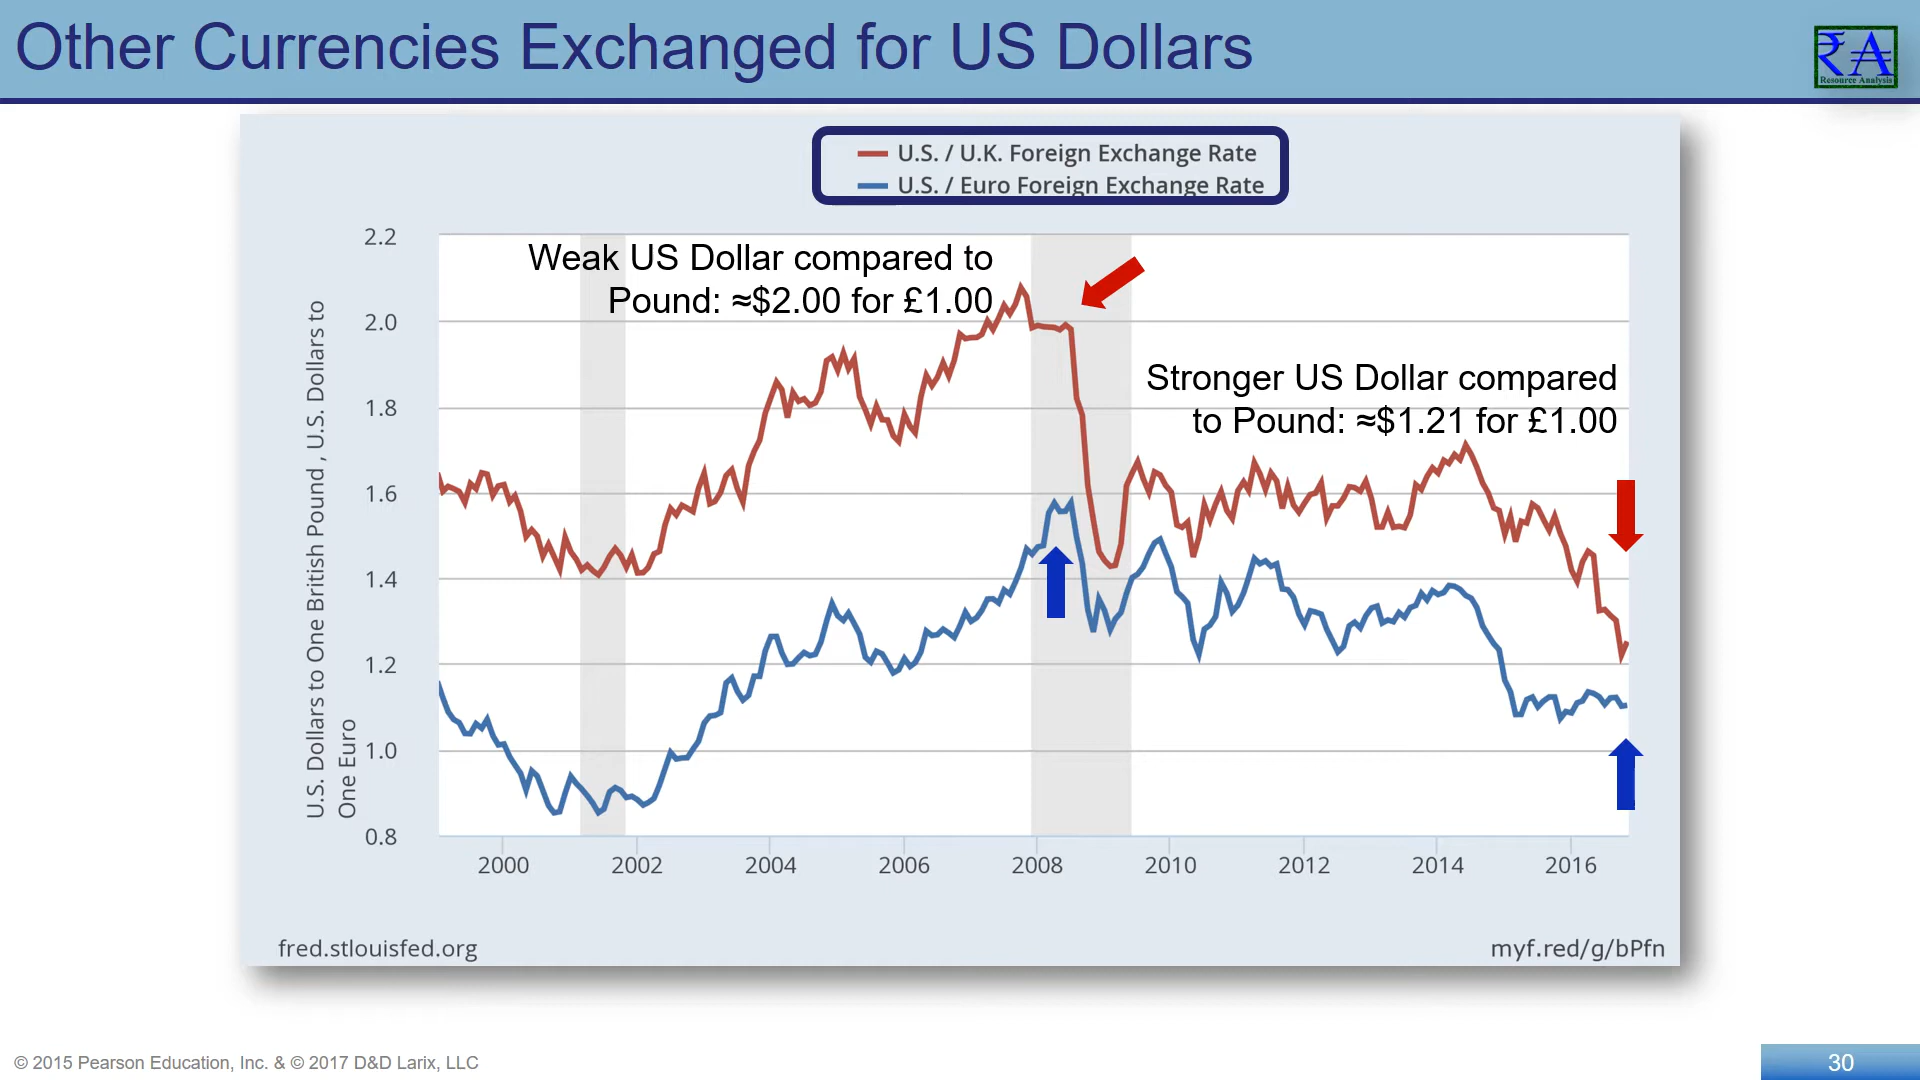 Other Currencies Exchanged for US Dollars
₹A
Resource Analysis
U.S. / U.K. Foreign Exchange Rate
U.S. / Euro Foreign Exchange Rate
Weak US Dollar compared to
Pound: ≈$2.00 for £1.00
Stronger US Dollar compared
to Pound: ≈$1.21 for £1.00
U.S. Dollars to One British Pound , U.S. Dollars to
One Euro
2.2
2.0
1.8
1.6
1.4
1.2
1.0
0.8
2000 2002 2004 2006 2008 2010 2012 2014 2016
fred.stlouisfed.org
myf.red/g/bPfn
© 2015 Pearson Education, Inc. & © 2017 D&D Larix, LLC
30